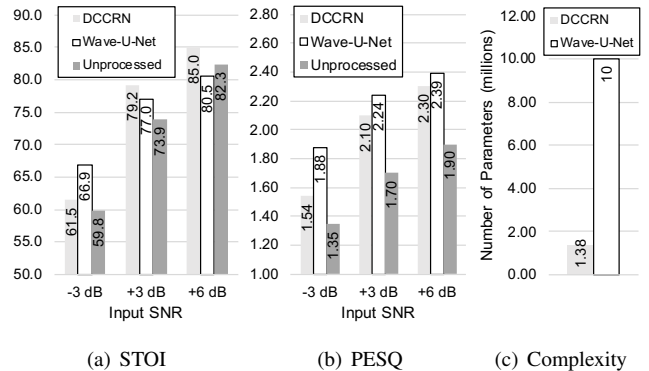 90.0
85.0
80.0
75.0
70.0
65.0
60.0
55.0
50.0
DCCRN
Wave-U-Net
Unprocessed
61.5
66.9
59.8
79.2
77.0
73.9
85.0
80.5
82.3
-3 dB
+3 dB
+6 dB
Input SNR
(a) STOI
2.80
2.60
2.40
2.20
2.00
1.80
1.60
1.40
1.20
1.00
DCCRN
Wave-U-Net
Unprocessed
1.54
1.88
1.35
2.10
2.24
1.70
2.30
2.39
1.90
-3 dB
+3 dB
+6 dB
Input SNR
(b) PESQ
Number of Parameters (millions)
12.00
10.00
8.00
6.00
4.00
2.00
0.00
DCCRN
Wave-U-Net
1.38
10
(c) Complexity